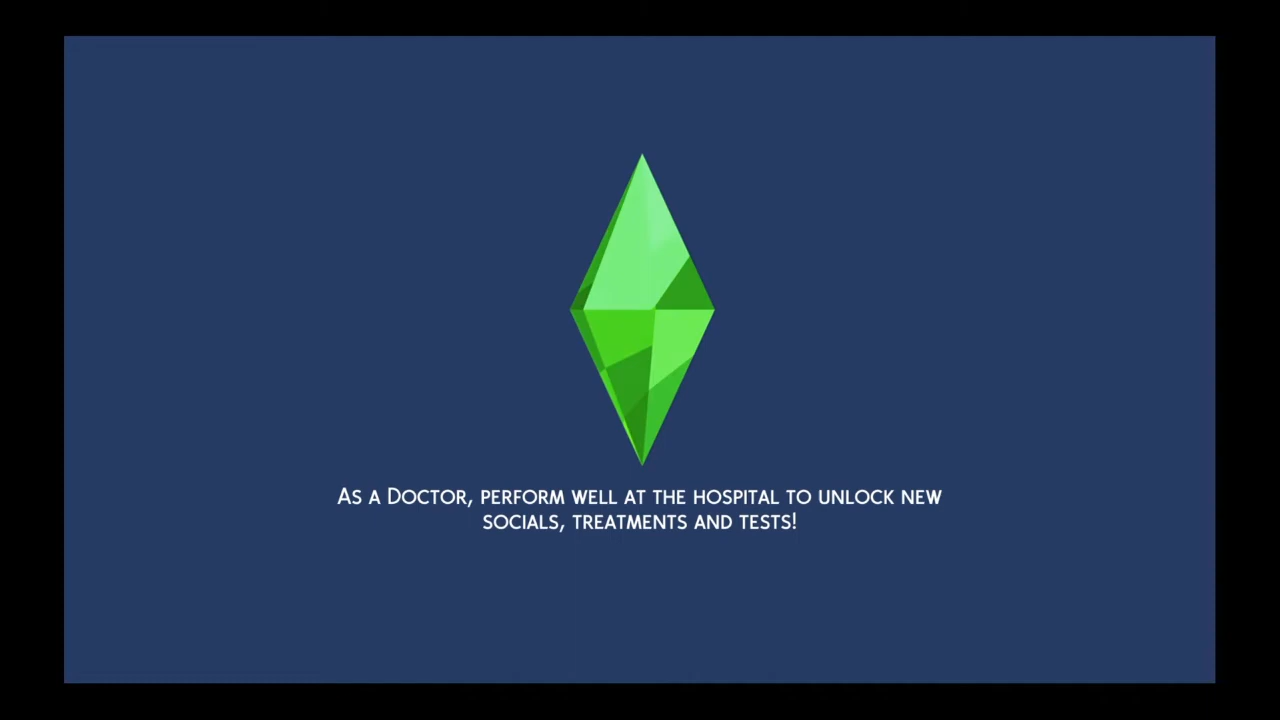 As a Doctor, perform well at the hospital to unlock new
socials, treatments and tests!